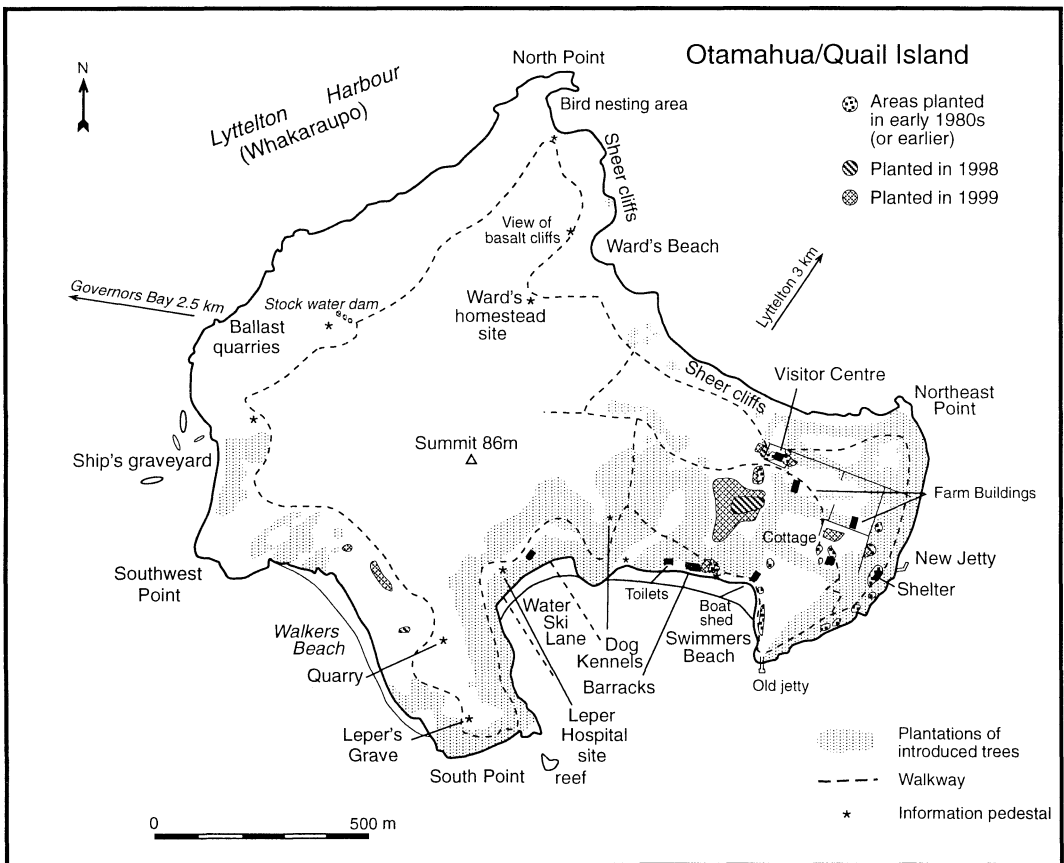 Otamahua/Quail Island
N
Lyttelton Harbour
(Whakaraupo)
North Point
Bird nesting area
Areas planted
in early 1980s
(or earlier)
Planted in 1998
Planted in 1999
Sheer cliffs
View of
basalt cliffs
Ward's Beach
Lyttelton 3 km
Governors Bay 2.5 km
Stock water dam
Ballast
quarries
Ward's
homestead
site
Sheer cliffs
Visitor Centre
Northeast
Point
Summit 86m
Ship's graveyard
Farm Buildings
Cottage
New Jetty
Shelter
Southwest
Point
Toilets
Boat
shed
Water
Ski
Lane
Swimmers
Beach
Walkers
Beach
Dog
Kennels
Quarry
Barracks
Old jetty
Leper's
Grave
Leper
Hospital
site
South Point
reef
Plantations of
introduced trees
Walkway
* Information pedestal
0 500 m